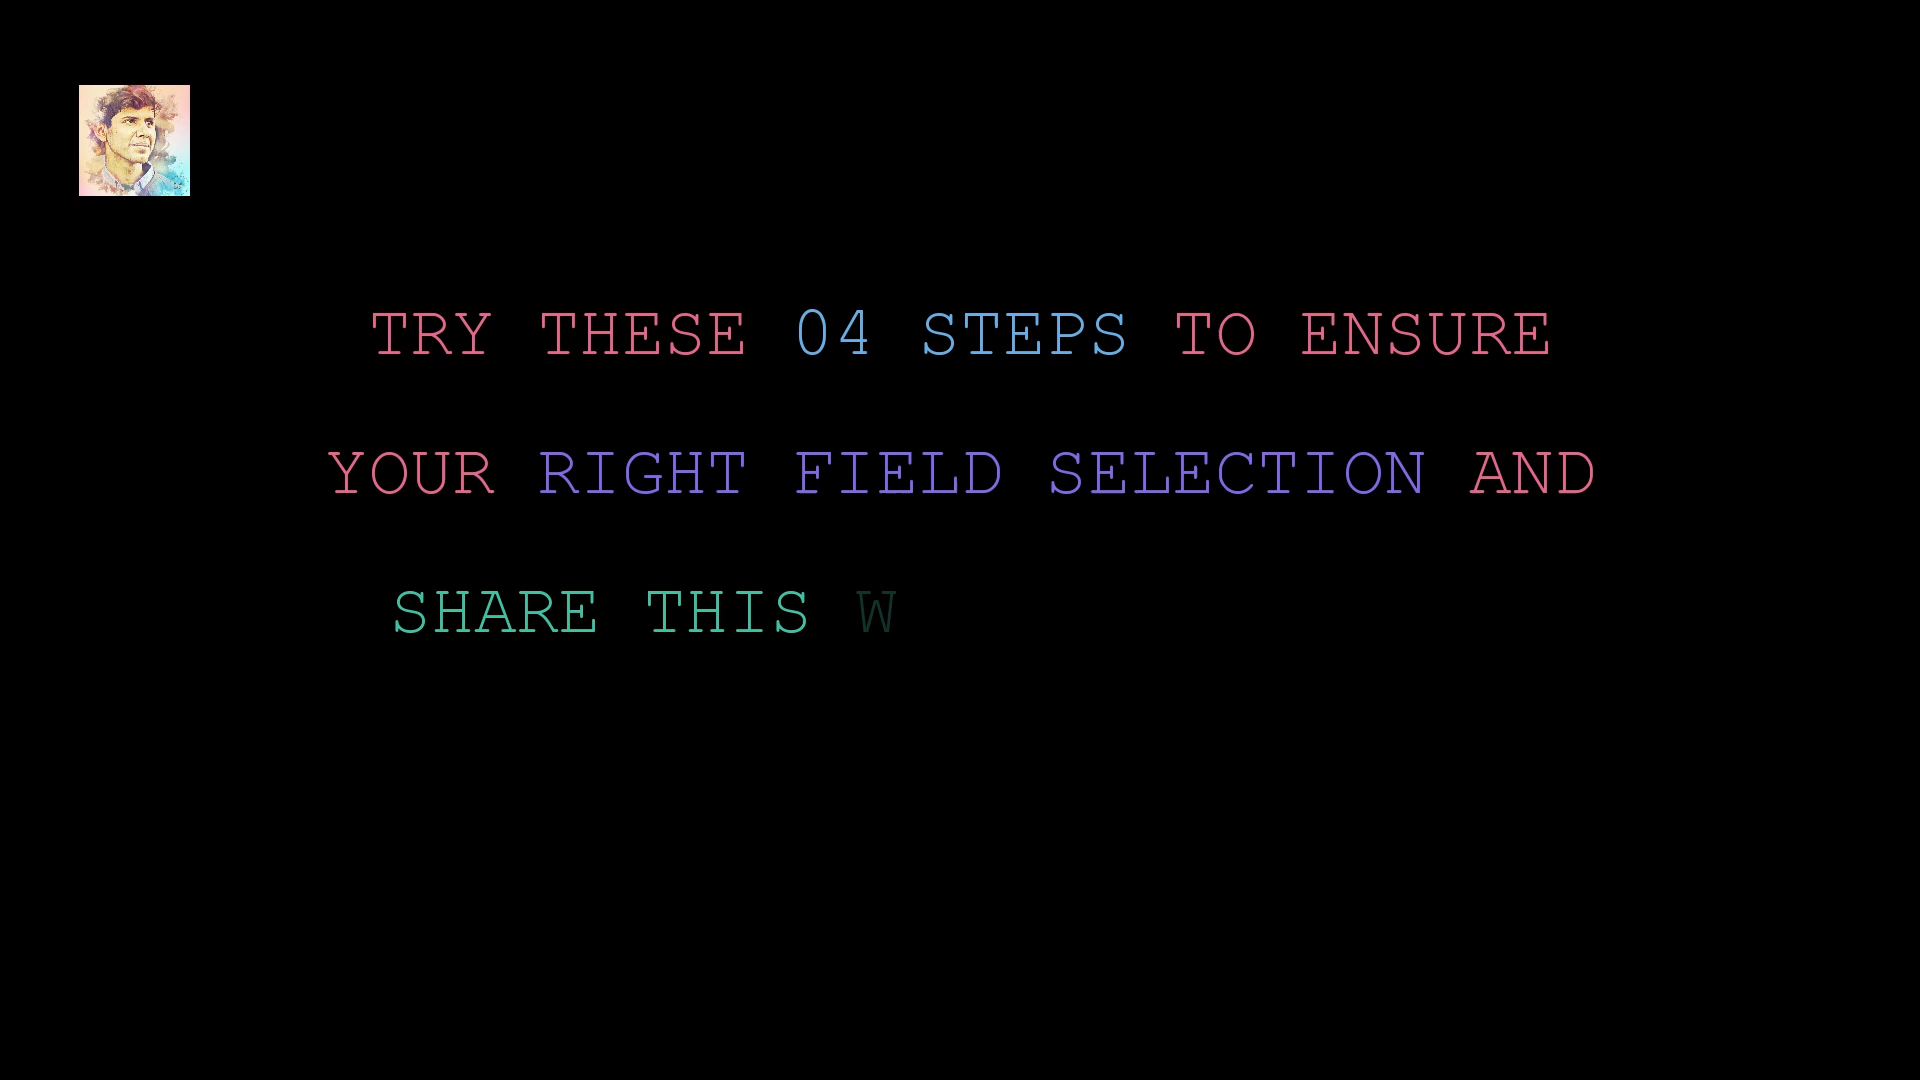 TRY THESE 04 STEPS TO ENSURE
YOUR RIGHT FIELD SELECTION AND
SHARE THIS W